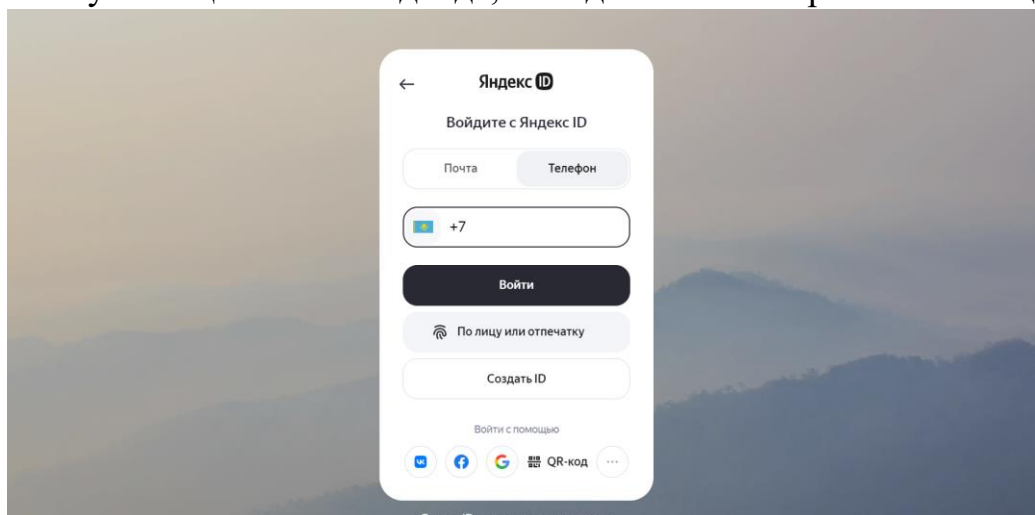 Яндекс ID
Войдите с Яндекс ID
Почта Телефон
+7
Войти
По лицу или отпечатку
Создать ID
Войти с помощью
QR-код